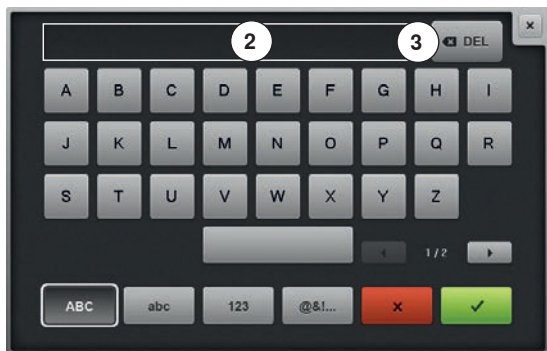 2 3 DEL ×
A B C D E F G H I
J K L M N O P Q R
S T U V W X Y Z
1/2
ABC abc 123 @&!... × ✓